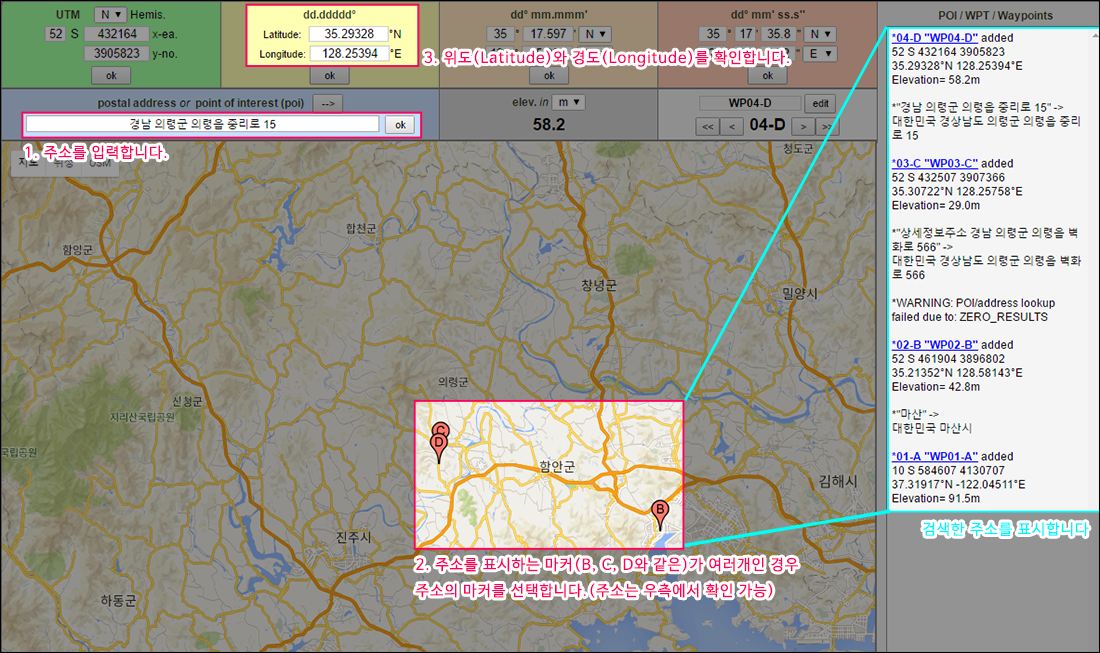 UTM N ▼ Hemis.
52 S 432164 x-ea.
3905823 y-no.
ok
dd.ddddd°
Latitude: 35.29328 °N
Longitude: 128.25394 °E
ok
dd° mm.mmm'
35 ° 17.597 ' N ▼
ok
dd° mm' ss.s"
35 ° 17 ' 35.8 " N ▼
E ▼
ok
3. 위도(Latitude)와 경도(Longitude)를 확인합니다.
postal address or point of interest (poi) -->
경남 의령군 의령읍 중리로 15 ok
1. 주소를 입력합니다.
elev. in m ▼
58.2
WP04-D edit
<< < 04-D > >>
지도 위성 OSM
청도군
합천군
함양군
창녕군
밀양시
의령군
신청군
지리산국립공원
국립공원
C
D
함안군
김해시
B
진주시
하동군
2. 주소를 표시하는 마커(B, C, D와 같은)가 여러개인 경우
주소의 마커를 선택합니다.(주소는 우측에서 확인 가능)
POI / WPT / Waypoints
*04-D "WP04-D" added
52 S 432164 3905823
35.29328°N 128.25394°E
Elevation= 58.2m
*"경남 의령군 의령읍 중리로 15" ->
대한민국 경상남도 의령군 의령읍 중리
로 15
*03-C "WP03-C" added
52 S 432507 3907366
35.30722°N 128.25758°E
Elevation= 29.0m
*"상세정보주소 경남 의령군 의령읍 벽
화로 566" ->
대한민국 경상남도 의령군 의령읍 벽화
로 566
*WARNING: POI/address lookup
failed due to: ZERO_RESULTS
*02-B "WP02-B" added
52 S 461904 3896802
35.21352°N 128.58143°E
Elevation= 42.8m
*"마산" ->
대한민국 마산시
*01-A "WP01-A" added
10 S 584607 4130707
37.31917°N -122.04511°E
Elevation= 91.5m
검색한 주소를 표시합니다